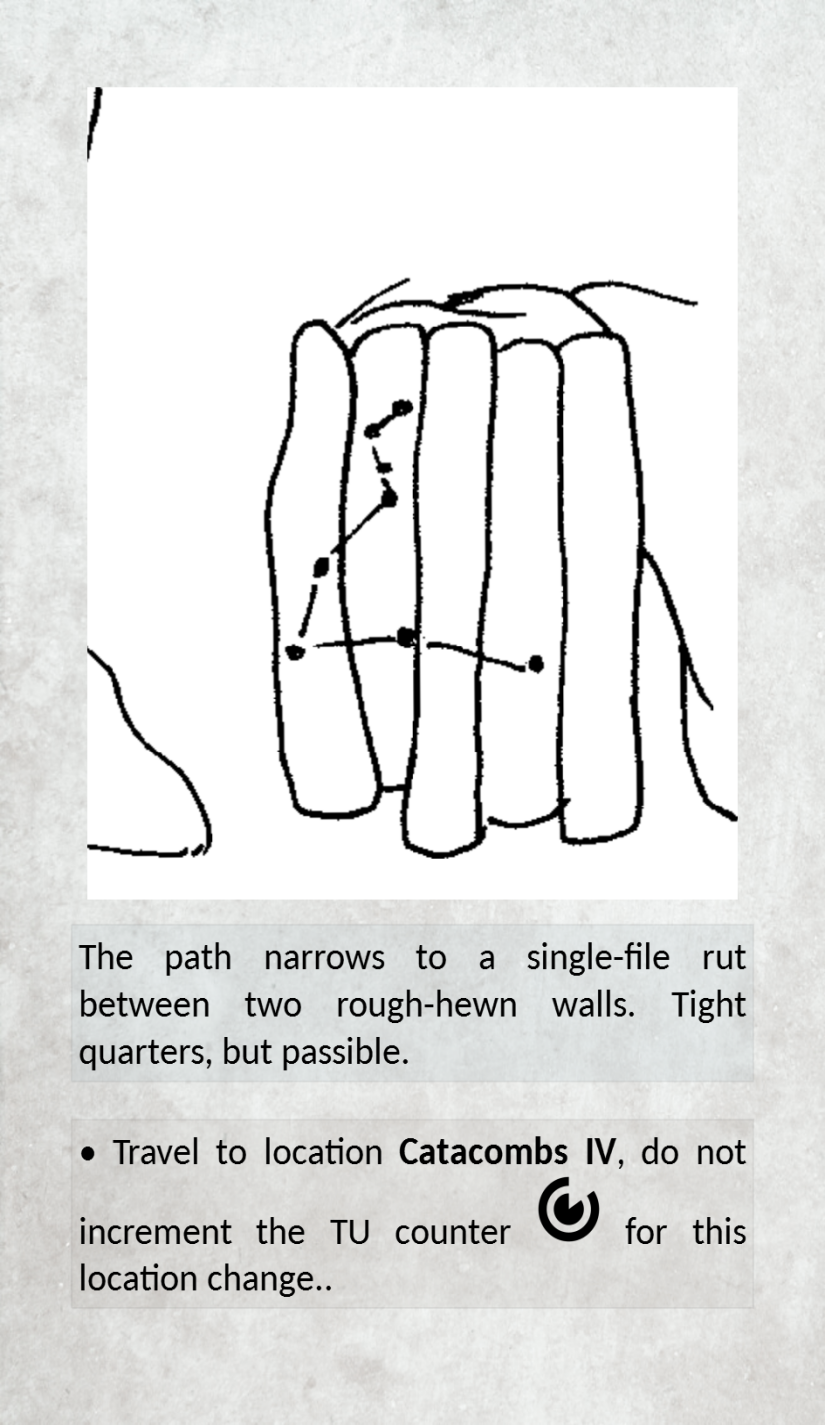 The path narrows to a single-file rut
between two rough-hewn walls. Tight
quarters, but passible.
• Travel to location Catacombs IV, do not
increment the TU counter for this
location change..